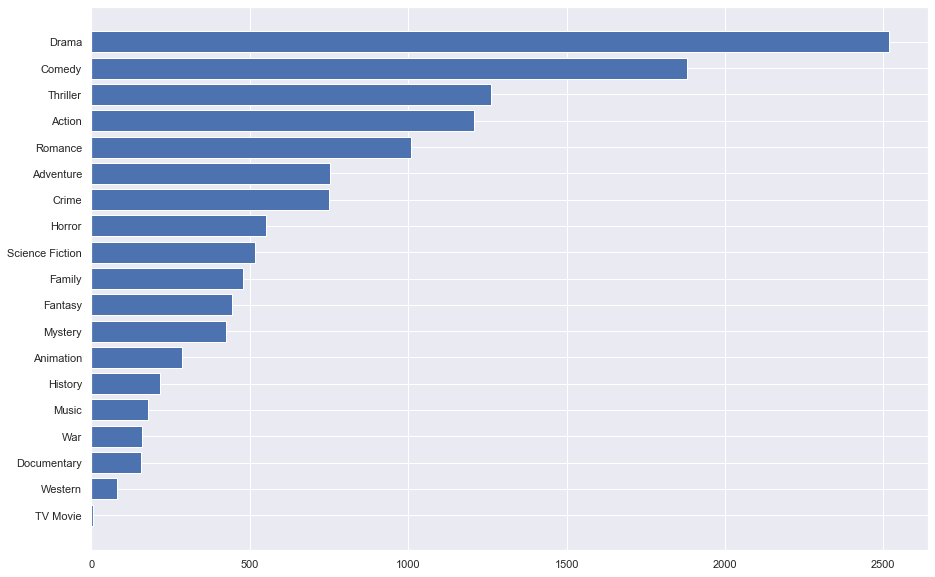 Drama
Comedy
Thriller
Action
Romance
Adventure
Crime
Horror
Science Fiction
Family
Fantasy
Mystery
Animation
History
Music
War
Documentary
Western
TV Movie
0 500 1000 1500 2000 2500